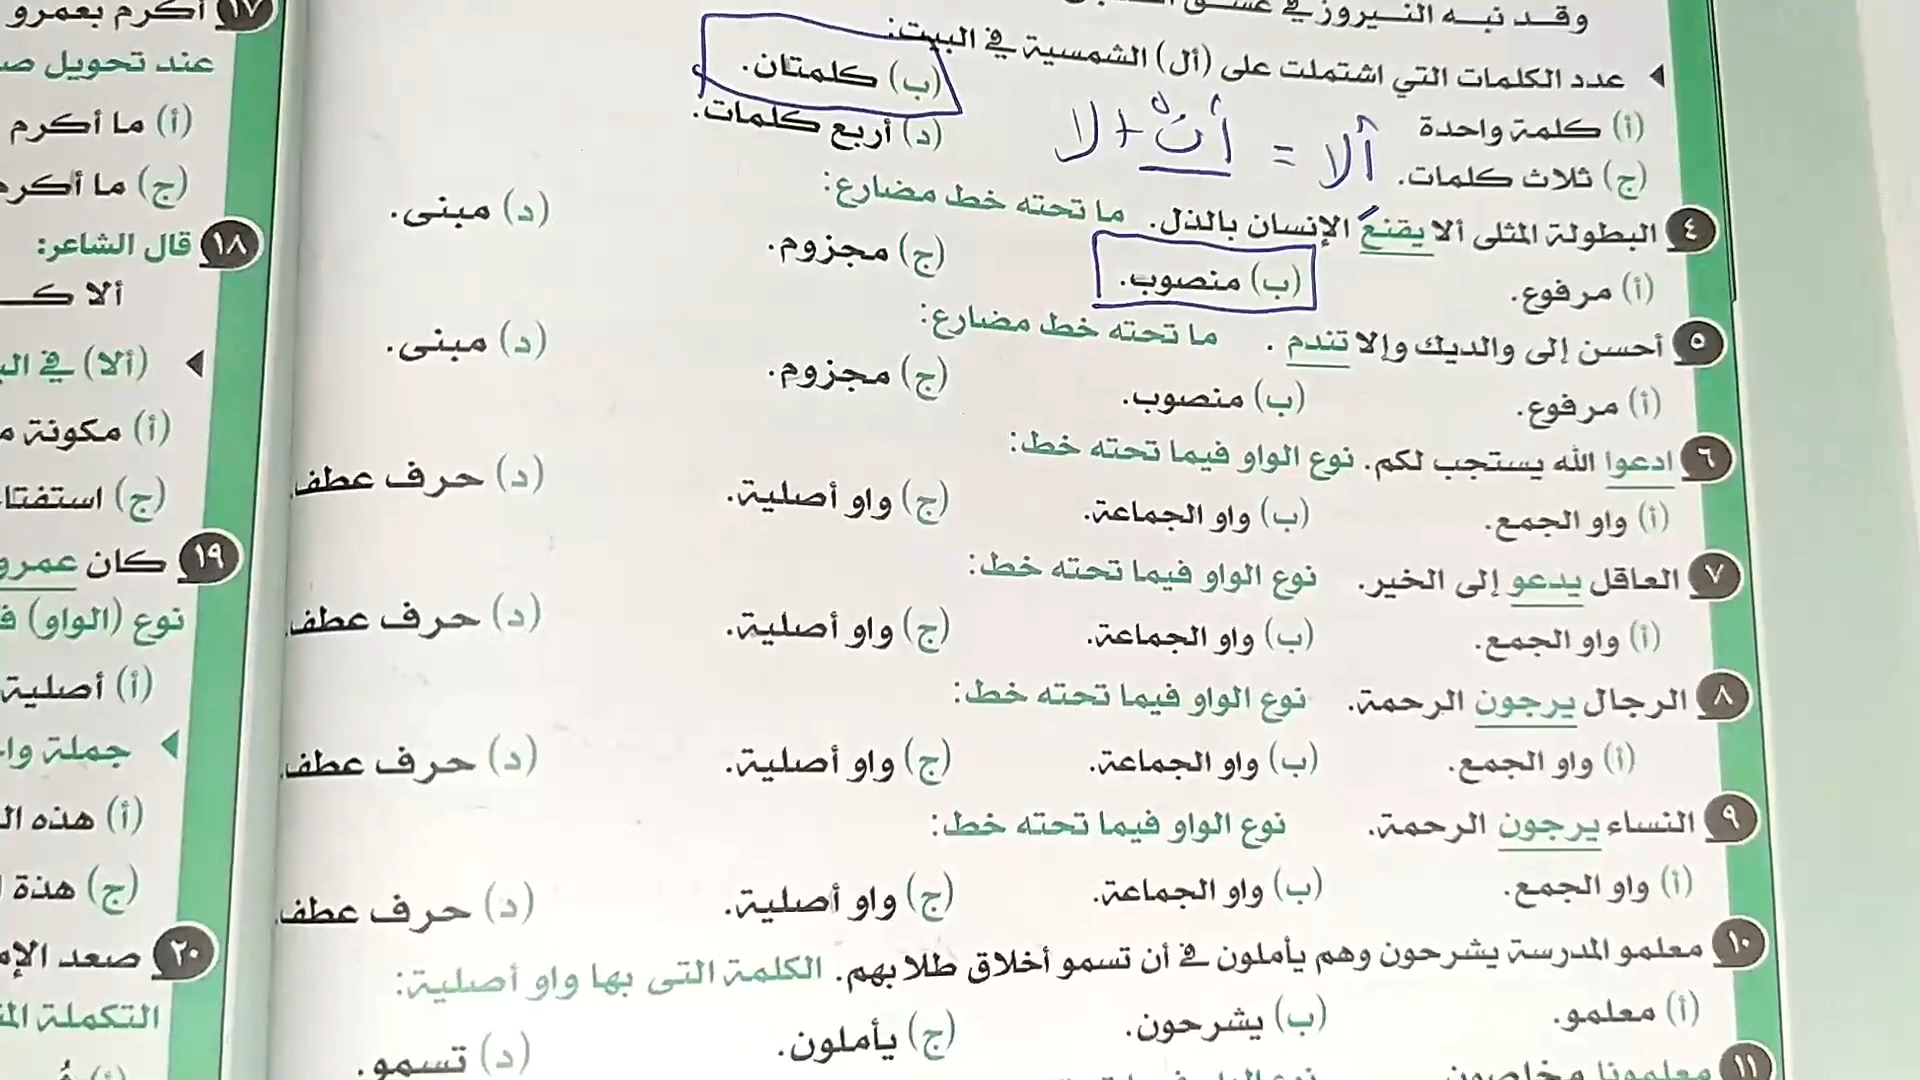 وقد نبه النيروز في
عدد الكلمات التي اشتملت على (أل) الشمسية في البيت:
(أ) كلمة واحدة (ب) كلمتان.
(ج) ثلاث كلمات. (د) أربع كلمات.
ألا = أنْ + لا
٤ البطولة المثلى ألا يقنعَ الإنسان بالذل. ما تحته خط مضارع:
(أ) مرفوع. (ب) منصوب. (ج) مجزوم. (د) مبنى.
٥ أحسن إلى والديك وإلا تندم. ما تحته خط مضارع:
(أ) مرفوع. (ب) منصوب. (ج) مجزوم. (د) مبنى.
٦ ادعوا الله يستجب لكم. نوع الواو فيما تحته خط:
(أ) واو الجمع. (ب) واو الجماعة. (ج) واو أصلية. (د) حرف عطف.
٧ العاقل يدعو إلى الخير. نوع الواو فيما تحته خط:
(أ) واو الجمع. (ب) واو الجماعة. (ج) واو أصلية. (د) حرف عطف.
٨ الرجال يرجون الرحمة. نوع الواو فيما تحته خط:
(أ) واو الجمع. (ب) واو الجماعة. (ج) واو أصلية. (د) حرف عطف.
٩ النساء يرجون الرحمة. نوع الواو فيما تحته خط:
(أ) واو الجمع. (ب) واو الجماعة. (ج) واو أصلية. (د) حرف عطف.
١٠ معلمو المدرسة يشرحون وهم يأملون في أن تسمو أخلاق طلابهم. الكلمة التى بها واو أصلية:
(أ) معلمو. (ب) يشرحون. (ج) يأملون. (د) تسمو.
١١ معلمونا مخلصون
١٧ أكرم بعمرو
عند تحويل
(أ) ما أكرم
(ج) ما أكرم
١٨ قال الشاعر:
ألا
(ألا) في
(أ) مكونة
(ج)
١٩ كان عمرو
نوع (الواو)
(أ) أصلية
جملة
(أ) هذه
(ج) هذة
٢٠ صعد
التكملة